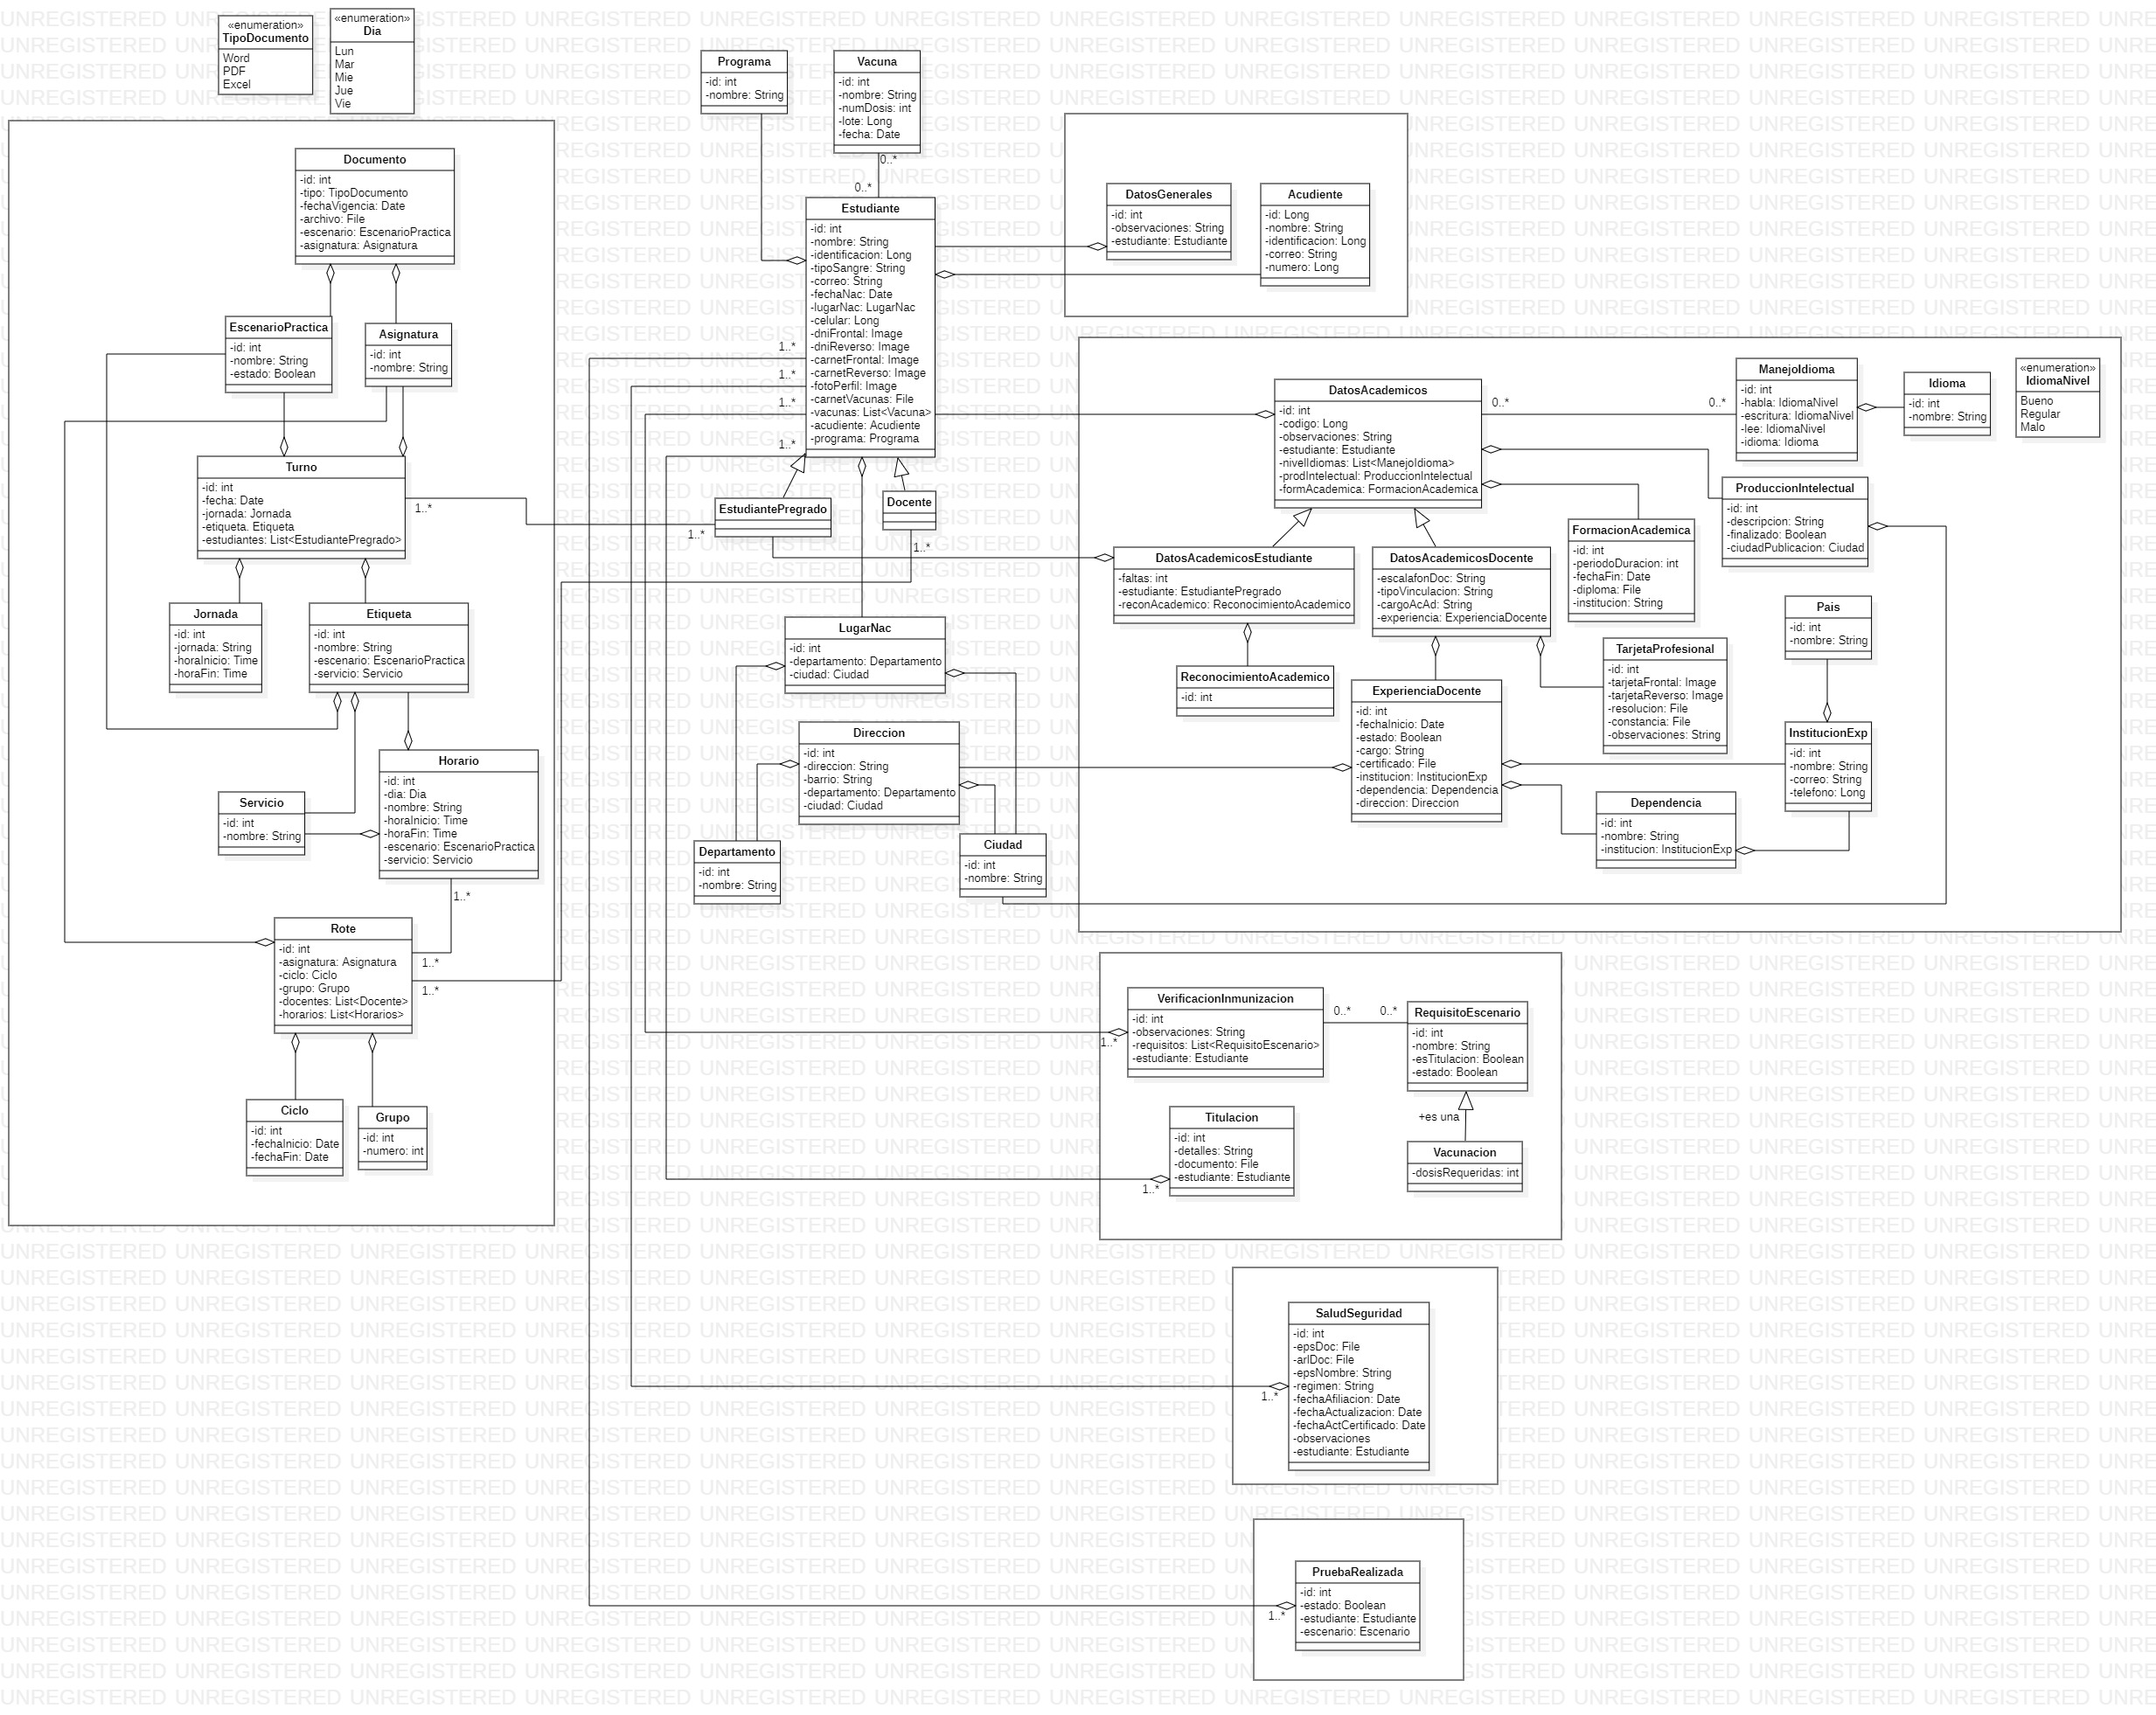 «enumeration»
TipoDocumento
Word
PDF
Excel
«enumeration»
Dia
Lun
Mar
Mie
Jue
Vie
Programa
-id: int
-nombre: String
Vacuna
-id: int
-nombre: String
-numDosis: int
-lote: Long
-fecha: Date
0..*
0..*
Documento
-id: int
-tipo: TipoDocumento
-fechaVigencia: Date
-archivo: File
-escenario: EscenarioPractica
-asignatura: Asignatura
EscenarioPractica
-id: int
-nombre: String
-estado: Boolean
Asignatura
-id: int
-nombre: String
Turno
-id: int
-fecha: Date
-jornada: Jornada
-etiqueta. Etiqueta
-estudiantes: List<EstudiantePregrado>
1..*
1..*
Jornada
-id: int
-jornada: String
-horaInicio: Time
-horaFin: Time
Etiqueta
-id: int
-nombre: String
-escenario: EscenarioPractica
-servicio: Servicio
Servicio
-id: int
-nombre: String
Horario
-id: int
-dia: Dia
-nombre: String
-horaInicio: Time
-horaFin: Time
-escenario: EscenarioPractica
-servicio: Servicio
1..*
1..*
1..*
Rote
-id: int
-asignatura: Asignatura
-ciclo: Ciclo
-grupo: Grupo
-docentes: List<Docente>
-horarios: List<Horarios>
Ciclo
-id: int
-fechaInicio: Date
-fechaFin: Date
Grupo
-id: int
-numero: int
Estudiante
-id: int
-nombre: String
-identificacion: Long
-tipoSangre: String
-correo: String
-fechaNac: Date
-lugarNac: LugarNac
-celular: Long
-dniFrontal: Image
-dniReverso: Image
-carnetFrontal: Image
-carnetReverso: Image
-fotoPerfil: Image
-carnetVacunas: File
-vacunas: List<Vacuna>
-acudiente: Acudiente
-programa: Programa
1..*
1..*
1..*
1..*
EstudiantePregrado
Docente
1..*
LugarNac
-id: int
-departamento: Departamento
-ciudad: Ciudad
Direccion
-id: int
-direccion: String
-barrio: String
-departamento: Departamento
-ciudad: Ciudad
Departamento
-id: int
-nombre: String
Ciudad
-id: int
-nombre: String
DatosGenerales
-id: int
-observaciones: String
-estudiante: Estudiante
Acudiente
-id: Long
-nombre: String
-identificacion: Long
-correo: String
-numero: Long
DatosAcademicos
-id: int
-codigo: Long
-observaciones: String
-estudiante: Estudiante
-nivelIdiomas: List<ManejoIdioma>
-prodIntelectual: ProduccionIntelectual
-formAcademica: FormacionAcademica
0..*
0..*
ManejoIdioma
-id: int
-habla: IdiomaNivel
-escritura: IdiomaNivel
-lee: IdiomaNivel
-idioma: Idioma
Idioma
-id: int
-nombre: String
«enumeration»
IdiomaNivel
Bueno
Regular
Malo
ProduccionIntelectual
-id: int
-descripcion: String
-finalizado: Boolean
-ciudadPublicacion: Ciudad
FormacionAcademica
-id: int
-periodoDuracion: int
-fechaFin: Date
-diploma: File
-institucion: String
DatosAcademicosEstudiante
-faltas: int
-estudiante: EstudiantePregrado
-reconAcademico: ReconocimientoAcademico
DatosAcademicosDocente
-escalafonDoc: String
-tipoVinculacion: String
-cargoAcAd: String
-experiencia: ExperienciaDocente
ReconocimientoAcademico
-id: int
ExperienciaDocente
-id: int
-fechaInicio: Date
-estado: Boolean
-cargo: String
-certificado: File
-institucion: InstitucionExp
-dependencia: Dependencia
-direccion: Direccion
TarjetaProfesional
-id: int
-tarjetaFrontal: Image
-tarjetaReverso: Image
-resolucion: File
-constancia: File
-observaciones: String
Pais
-id: int
-nombre: String
InstitucionExp
-id: int
-nombre: String
-correo: String
-telefono: Long
Dependencia
-id: int
-nombre: String
-institucion: InstitucionExp
VerificacionInmunizacion
-id: int
-observaciones: String
-requisitos: List<RequisitoEscenario>
-estudiante: Estudiante
1..*
0..*
0..*
RequisitoEscenario
-id: int
-nombre: String
-esTitulacion: Boolean
-estado: Boolean
+es una
Vacunacion
-dosisRequeridas: int
Titulacion
-id: int
-detalles: String
-documento: File
-estudiante: Estudiante
1..*
SaludSeguridad
-id: int
-epsDoc: File
-arlDoc: File
-epsNombre: String
-regimen: String
-fechaAfiliacion: Date
-fechaActualizacion: Date
-fechaActCertificado: Date
-observaciones
-estudiante: Estudiante
1..*
PruebaRealizada
-id: int
-estado: Boolean
-estudiante: Estudiante
-escenario: Escenario
1..*
UNREGISTERED